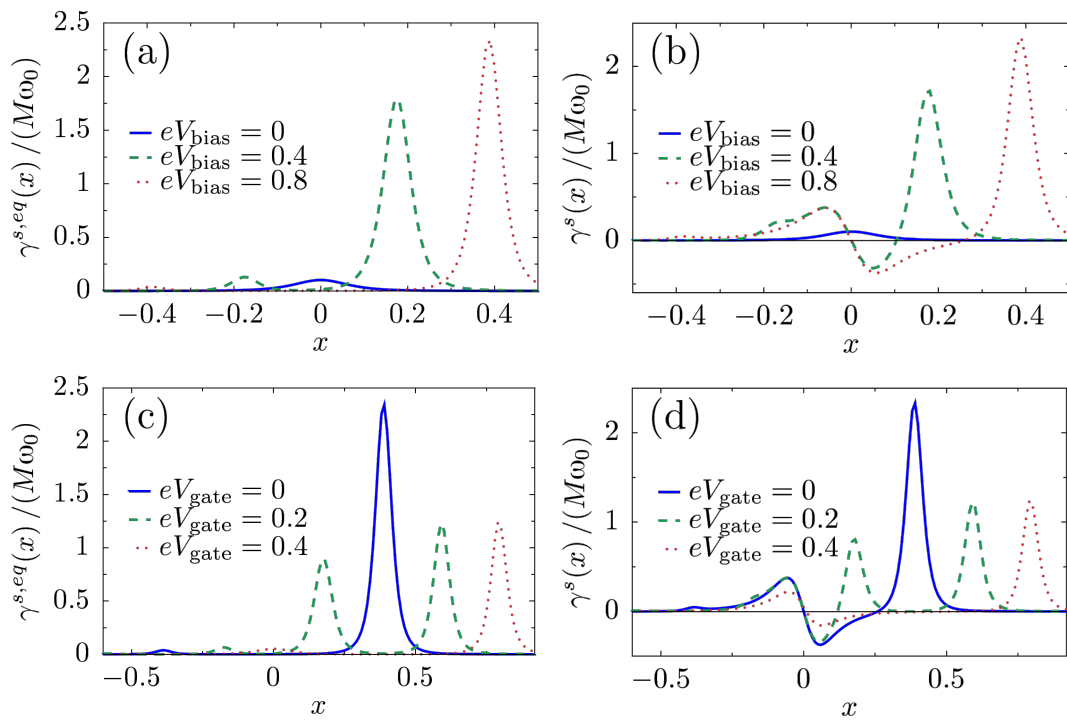 (a)
γ^{s,eq}(x)/(Mω₀)
2.5
2
1.5
1
0.5
0
eV_bias = 0
eV_bias = 0.4
eV_bias = 0.8
−0.4 −0.2 0 0.2 0.4
x
(b)
γ^s(x)/(Mω₀)
2
1
0
eV_bias = 0
eV_bias = 0.4
eV_bias = 0.8
−0.4 −0.2 0 0.2 0.4
x
(c)
γ^{s,eq}(x)/(Mω₀)
2.5
2
1.5
1
0.5
0
eV_gate = 0
eV_gate = 0.2
eV_gate = 0.4
−0.5 0 0.5
x
(d)
γ^s(x)/(Mω₀)
2
1
0
eV_gate = 0
eV_gate = 0.2
eV_gate = 0.4
−0.5 0 0.5
x